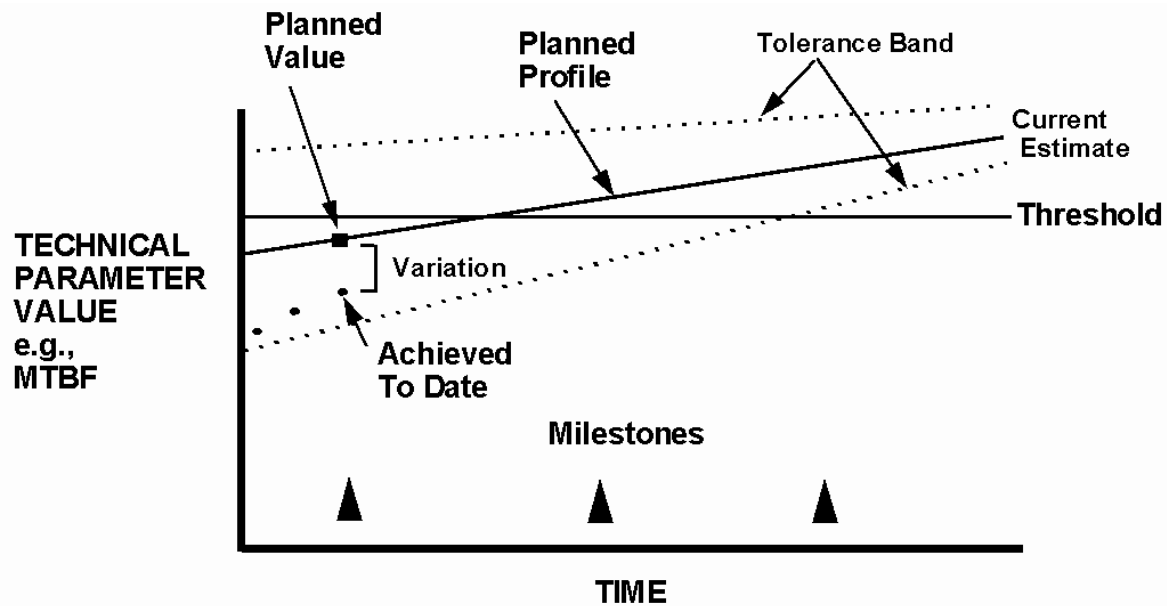 Planned
Value
Planned
Profile
Tolerance Band
Current
Estimate
Threshold
TECHNICAL
PARAMETER
VALUE
e.g.,
MTBF
Variation
Achieved
To Date
Milestones
TIME